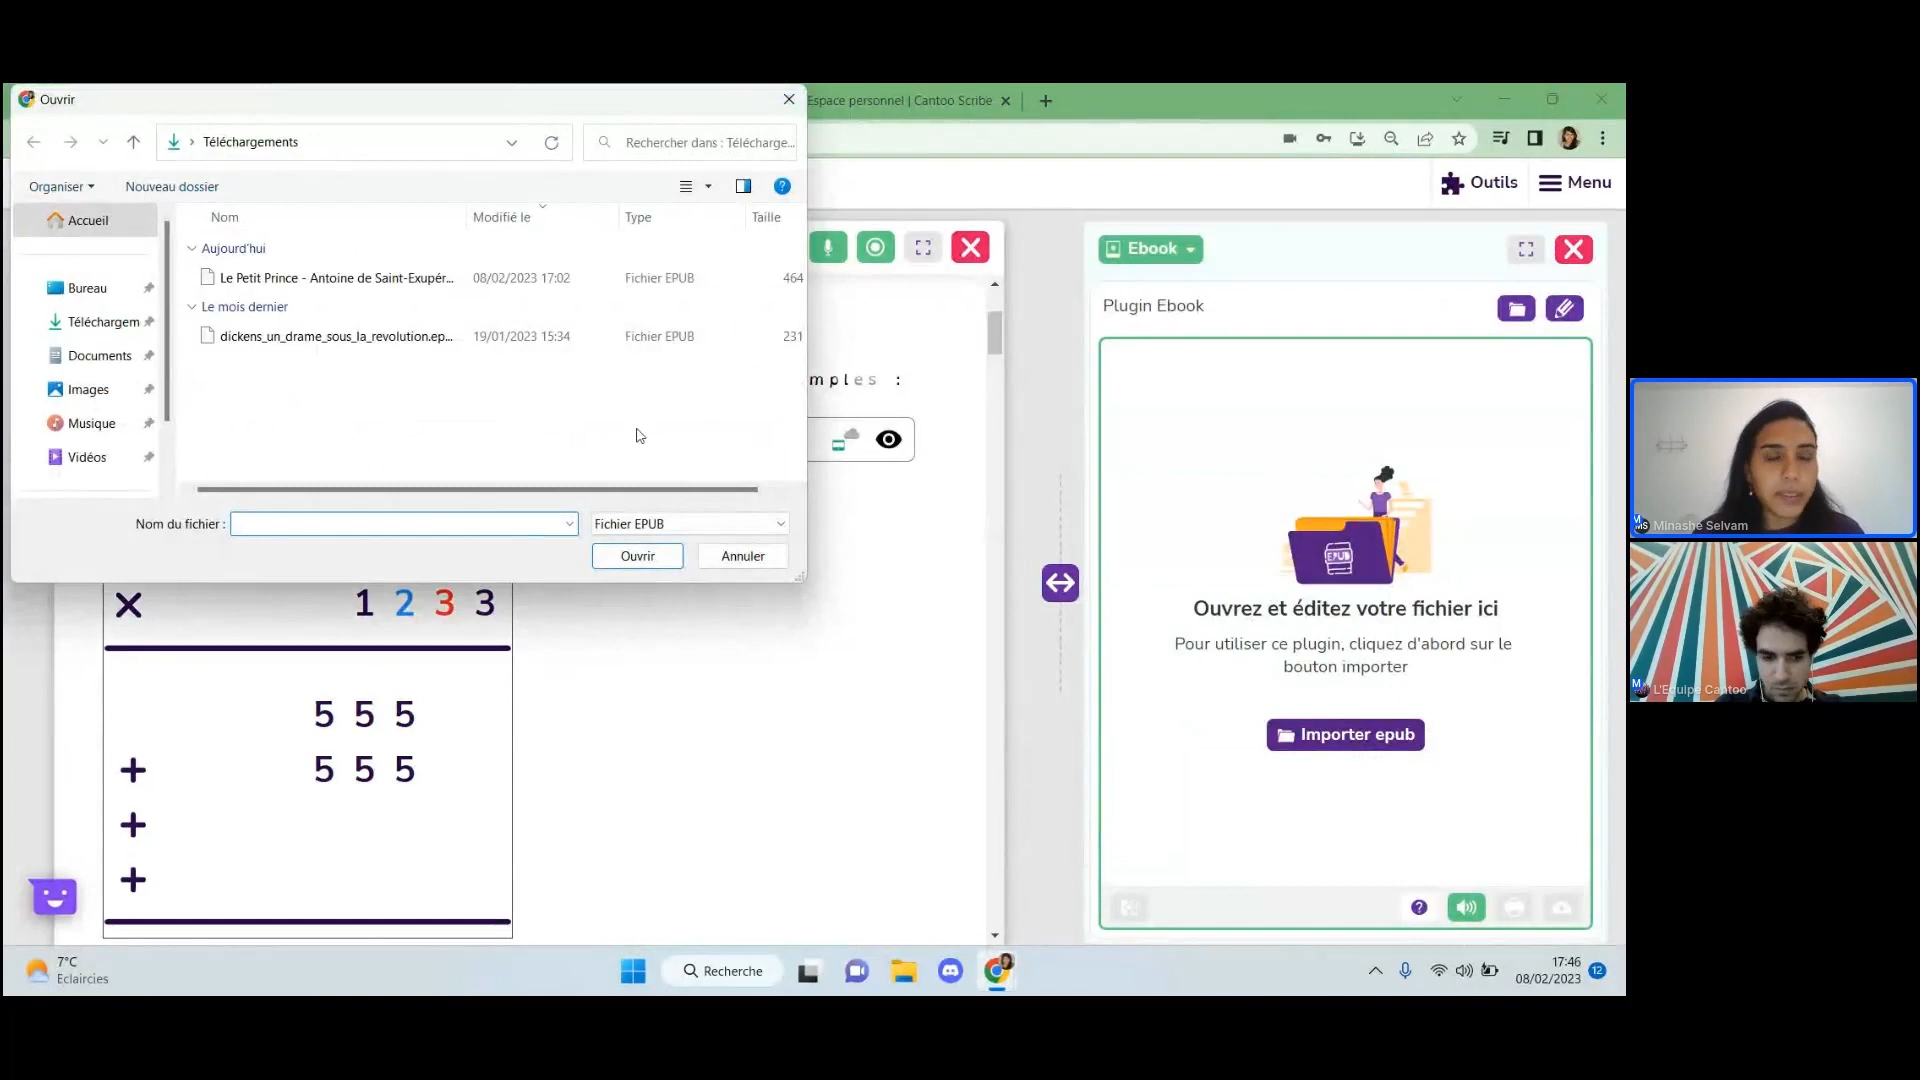 Ouvrir
Espace personnel | Cantoo Scribe
Téléchargements
Rechercher dans : Télécharge...
Organiser
Nouveau dossier
Outils
Menu
Accueil
Nom
Modifié le
Type
Taille
Aujourd'hui
Le Petit Prince - Antoine de Saint-Exupér...
08/02/2023 17:02
Fichier EPUB
464
Le mois dernier
dickens_un_drame_sous_la_revolution.ep...
19/01/2023 15:34
Fichier EPUB
231
Bureau
Téléchargem
Documents
Images
Musique
Vidéos
Nom du fichier :
Fichier EPUB
Ouvrir
Annuler
mples :
× 1 2 3 3
5 5 5
+ 5 5 5
+
+
Ebook
Plugin Ebook
EPUB
Ouvrez et éditez votre fichier ici
Pour utiliser ce plugin, cliquez d'abord sur le
bouton importer
Importer epub
Minashe Selvam
L'Equipe Cantoo
7°C
Eclaircies
Recherche
17:46
08/02/2023
12